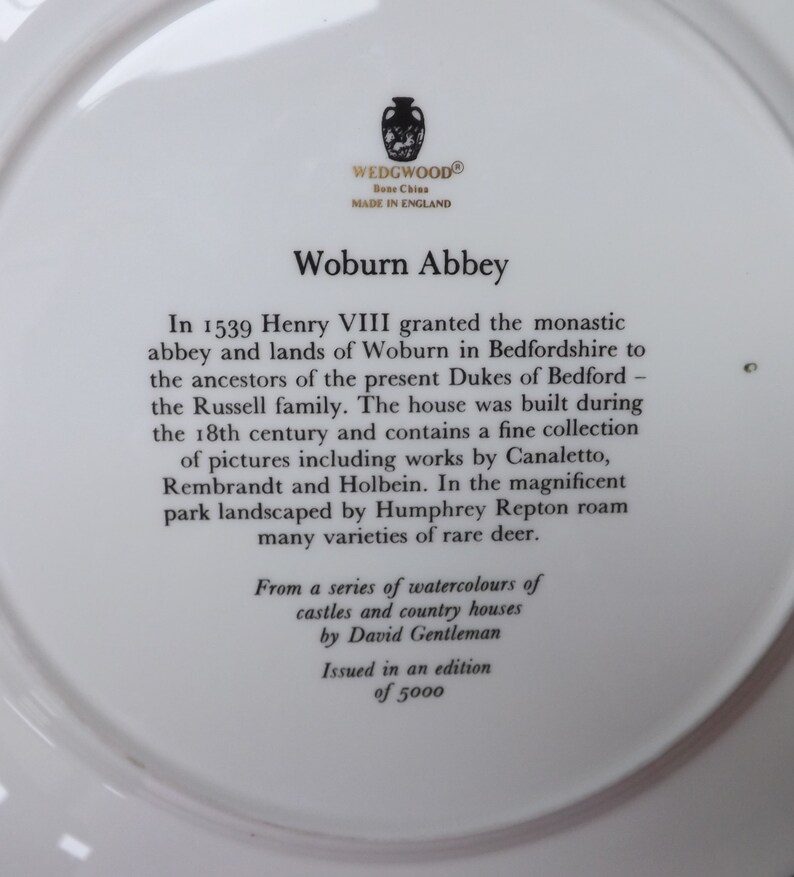 WEDGWOOD®
Bone China
MADE IN ENGLAND
Woburn Abbey
In 1539 Henry VIII granted the monastic
abbey and lands of Woburn in Bedfordshire to
the ancestors of the present Dukes of Bedford –
the Russell family. The house was built during
the 18th century and contains a fine collection
of pictures including works by Canaletto,
Rembrandt and Holbein. In the magnificent
park landscaped by Humphrey Repton roam
many varieties of rare deer.
From a series of watercolours of
castles and country houses
by David Gentleman
Issued in an edition
of 5000